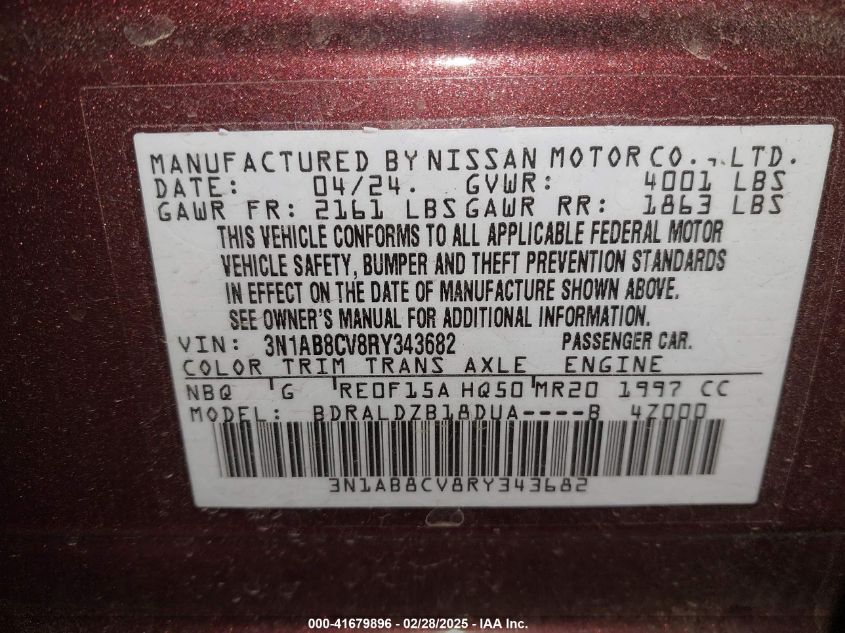 MANUFACTURED BY NISSAN MOTOR CO., LTD.
DATE: 04/24. GVWR: 4001 LBS
GAWR FR: 2161 LBS GAWR RR: 1863 LBS
THIS VEHICLE CONFORMS TO ALL APPLICABLE FEDERAL MOTOR
VEHICLE SAFETY, BUMPER AND THEFT PREVENTION STANDARDS
IN EFFECT ON THE DATE OF MANUFACTURE SHOWN ABOVE.
SEE OWNER'S MANUAL FOR ADDITIONAL INFORMATION.
VIN: 3N1AB8CV8RY343682 PASSENGER CAR.
COLOR TRIM TRANS AXLE ENGINE
NBQ G RE0F15A HQ50 MR20 1997 CC
MODEL: BDRALDZB18DUA----B 4Z000
3N1AB8CV8RY343682
000-41679896 - 02/28/2025 - IAA Inc.